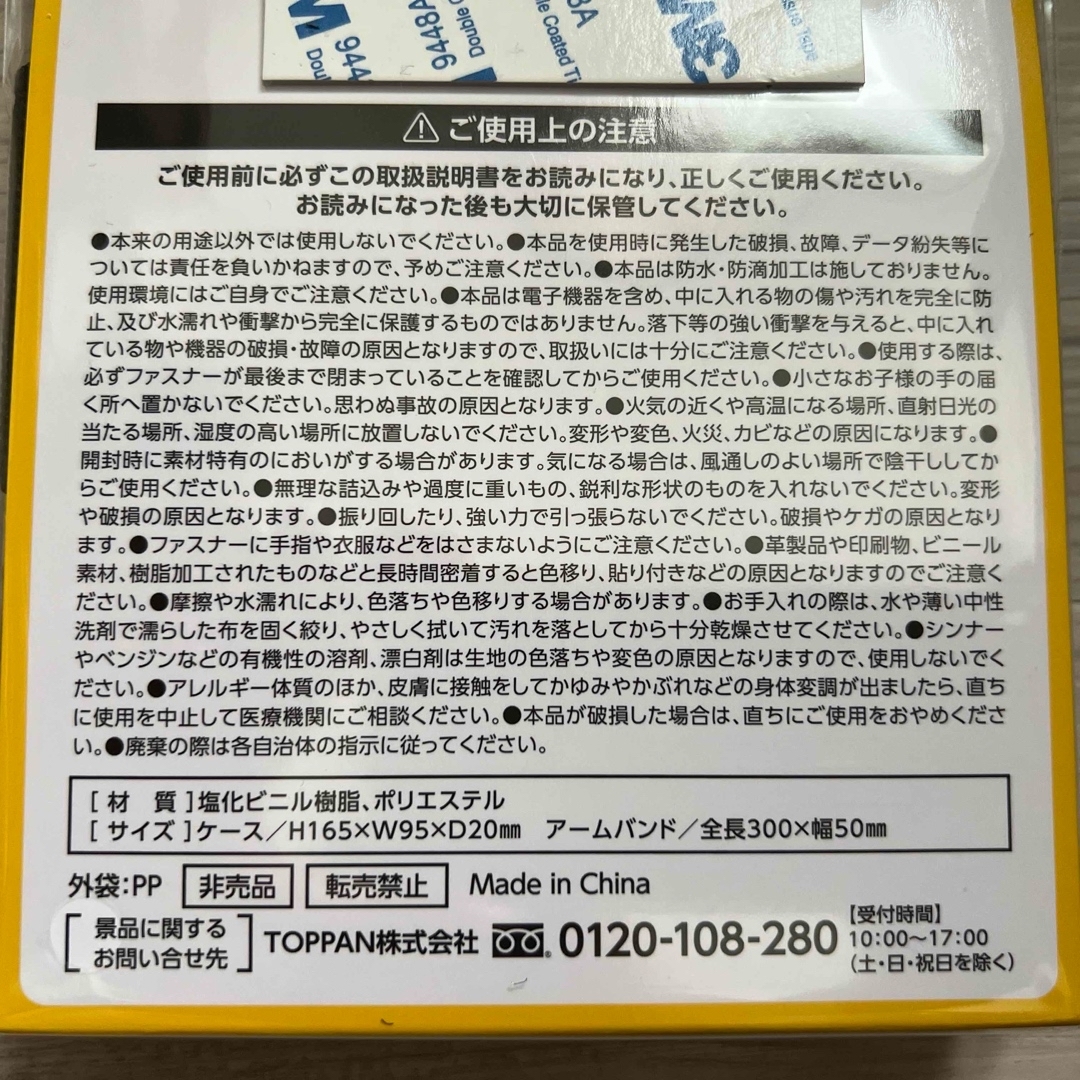 M 944
Dou
9448A
Double C
8A
le Coated Ti
3M
ssue Tape
⚠ ご使用上の注意
ご使用前に必ずこの取扱説明書をお読みになり、正しくご使用ください。
お読みになった後も大切に保管してください。
●本来の用途以外では使用しないでください。●本品を使用時に発生した破損、故障、データ紛失等に
ついては責任を負いかねますので、予めご注意ください。●本品は防水・防滴加工は施しておりません。
使用環境にはご自身でご注意ください。●本品は電子機器を含め、中に入れる物の傷や汚れを完全に防
止、及び水濡れや衝撃から完全に保護するものではありません。落下等の強い衝撃を与えると、中に入れ
ている物や機器の破損・故障の原因となりますので、取扱いには十分にご注意ください。●使用する際は、
必ずファスナーが最後まで閉まっていることを確認してからご使用ください。●小さなお子様の手の届
く所へ置かないでください。思わぬ事故の原因となります。●火気の近くや高温になる場所、直射日光の
当たる場所、湿度の高い場所に放置しないでください。変形や変色、火災、カビなどの原因になります。●
開封時に素材特有のにおいがする場合があります。気になる場合は、風通しのよい場所で陰干ししてか
らご使用ください。●無理な詰込みや過度に重いもの、鋭利な形状のものを入れないでください。変形
や破損の原因となります。●振り回したり、強い力で引っ張らないでください。破損やケガの原因となり
ます。●ファスナーに手指や衣服などをはさまないようにご注意ください。●革製品や印刷物、ビニール
素材、樹脂加工されたものなどと長時間密着すると色移り、貼り付きなどの原因となりますのでご注意く
ださい。●摩擦や水濡れにより、色落ちや色移りする場合があります。●お手入れの際は、水や薄い中性
洗剤で濡らした布を固く絞り、やさしく拭いて汚れを落としてから十分乾燥させてください。●シンナー
やベンジンなどの有機性の溶剤、漂白剤は生地の色落ちや変色の原因となりますので、使用しないでく
ださい。●アレルギー体質のほか、皮膚に接触をしてかゆみやかぶれなどの身体変調が出ましたら、直ち
に使用を中止して医療機関にご相談ください。●本品が破損した場合は、直ちにご使用をおやめくださ
い。●廃棄の際は各自治体の指示に従ってください。
[材　質]塩化ビニル樹脂、ポリエステル
[サイズ]ケース／H165×W95×D20㎜　アームバンド／全長300×幅50㎜
外袋：PP 非売品 転売禁止 Made in China
[景品に関する
お問い合せ先] TOPPAN株式会社 0120-108-280
【受付時間】
10:00〜17:00
（土・日・祝日を除く）